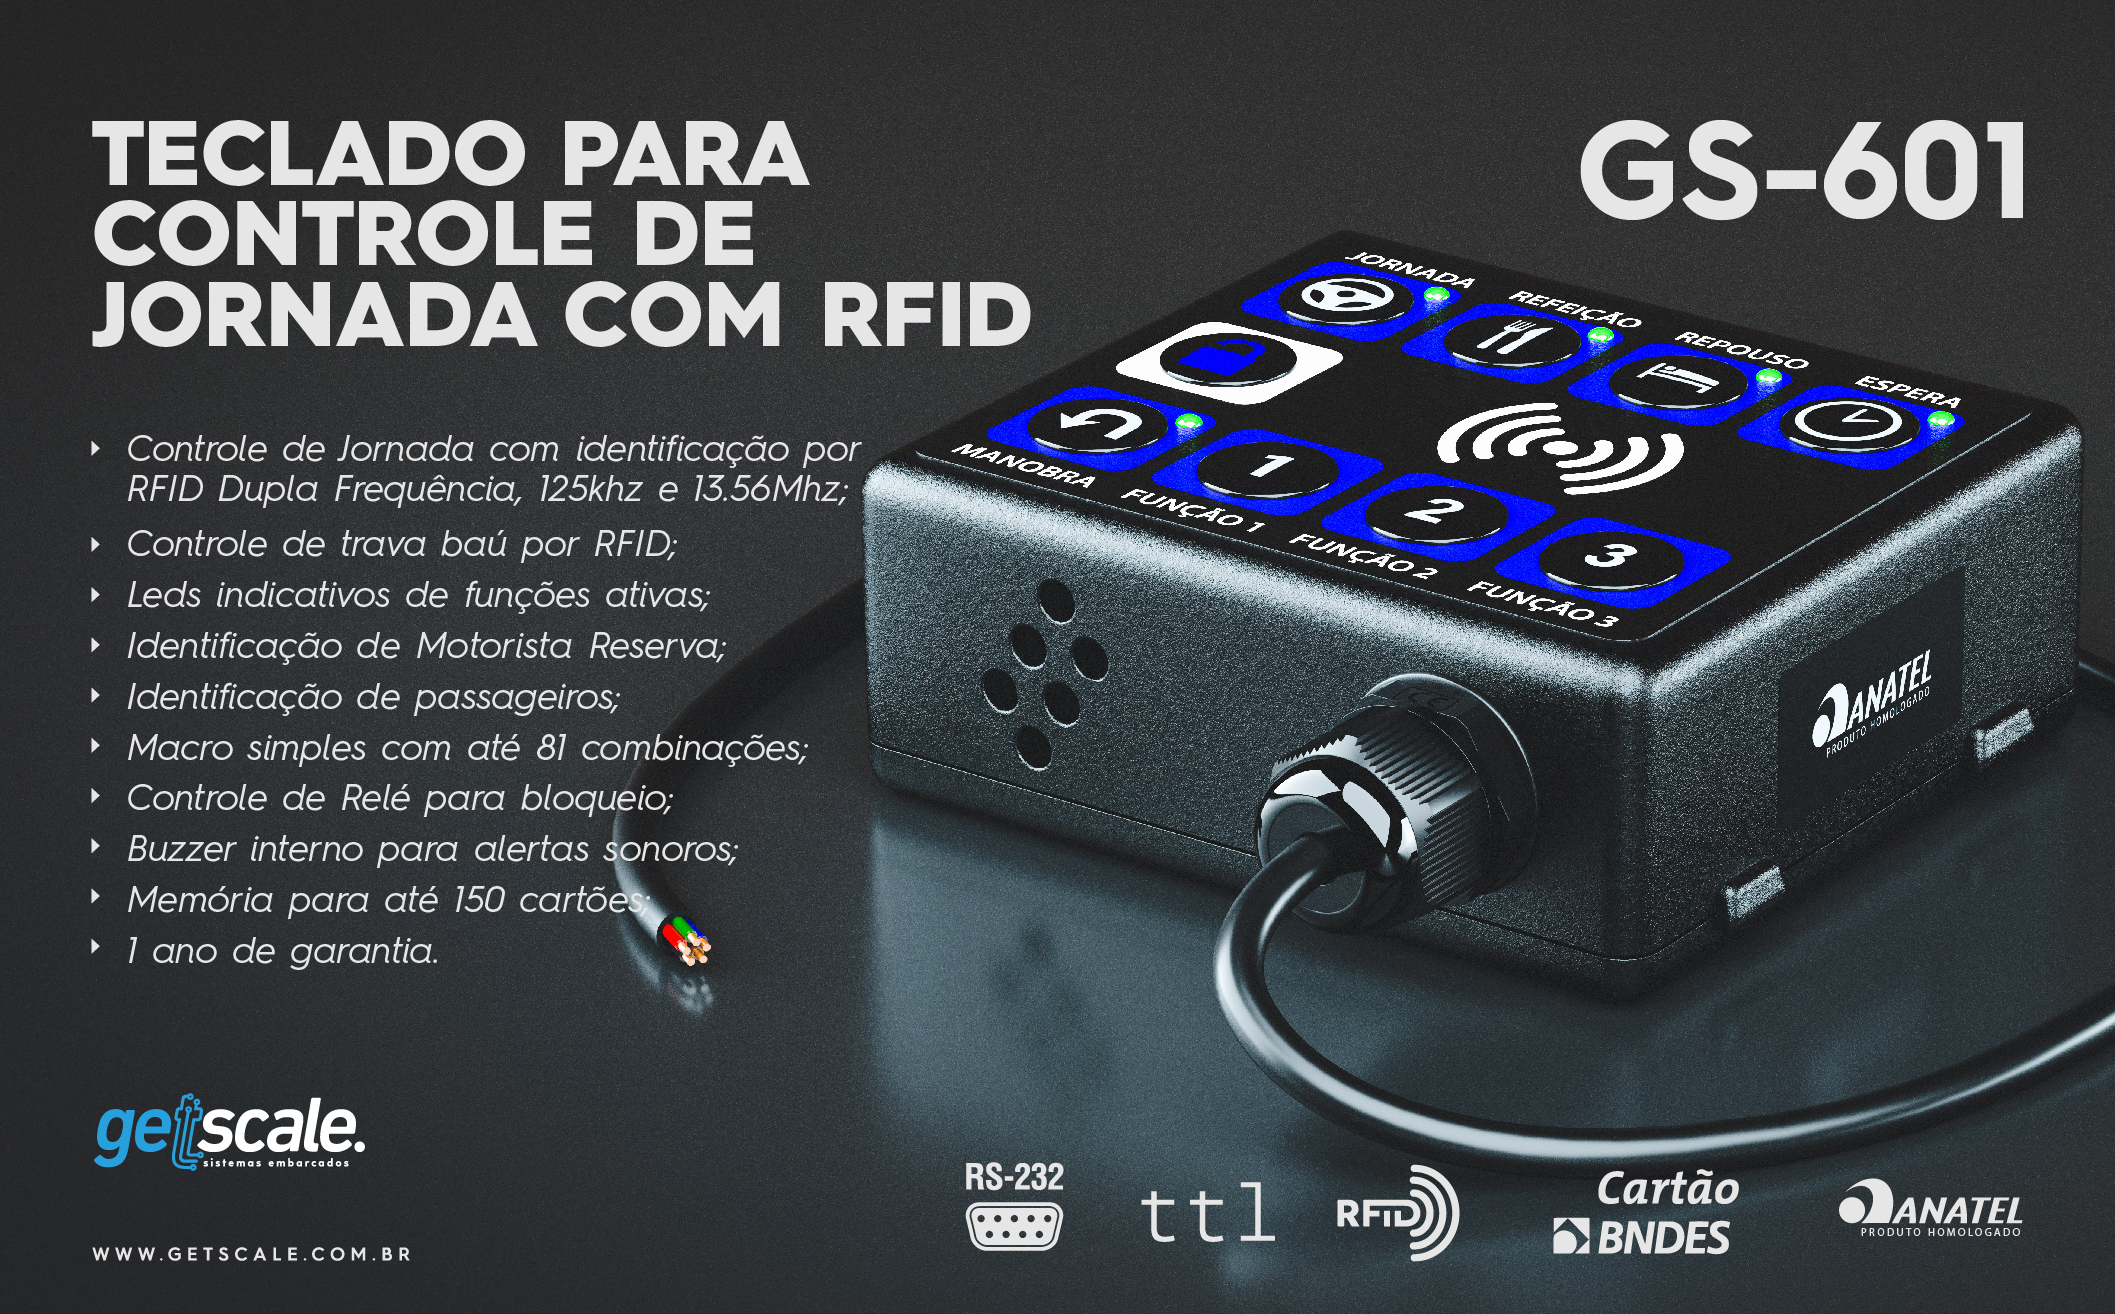 TECLADO PARA
CONTROLE DE
JORNADA COM RFID
GS-601
Controle de Jornada com identificação por
RFID Dupla Frequência, 125khz e 13.56Mhz;
Controle de trava baú por RFID;
Leds indicativos de funções ativas;
Identificação de Motorista Reserva;
Identificação de passageiros;
Macro simples com até 81 combinações;
Controle de Relé para bloqueio;
Buzzer interno para alertas sonoros;
Memória para até 150 cartões;
1 ano de garantia.
JORNADA
REFEIÇÃO
REPOUSO
ESPERA
1
2
3
MANOBRA
FUNÇÃO 1
FUNÇÃO 2
FUNÇÃO 3
ANATEL
PRODUTO HOMOLOGADO
getscale.
sistemas embarcados
WWW.GETSCALE.COM.BR
RS-232
ttl
RFID
Cartão
BNDES
ANATEL
PRODUTO HOMOLOGADO